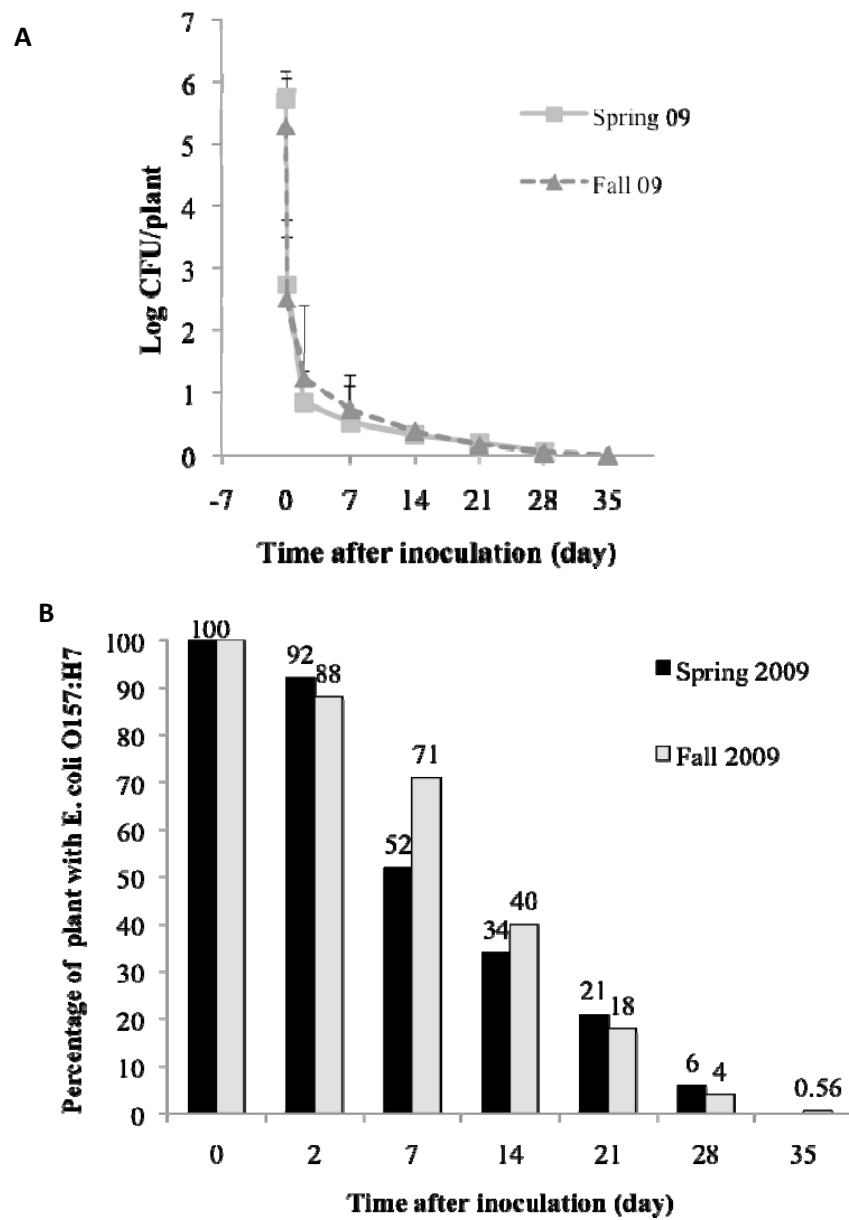 A
7
6
5
4
3
2
1
0
Log CFU/plant
-7 0 7 14 21 28 35
Time after inoculation (day)
Spring 09
Fall 09
B
100
90
80
70
60
50
40
30
20
10
0
Percentage of plant with E. coli O157:H7
100
92
88
52
71
34
40
21
18
6
4
0.56
Spring 2009
Fall 2009
0 2 7 14 21 28 35
Time after inoculation (day)